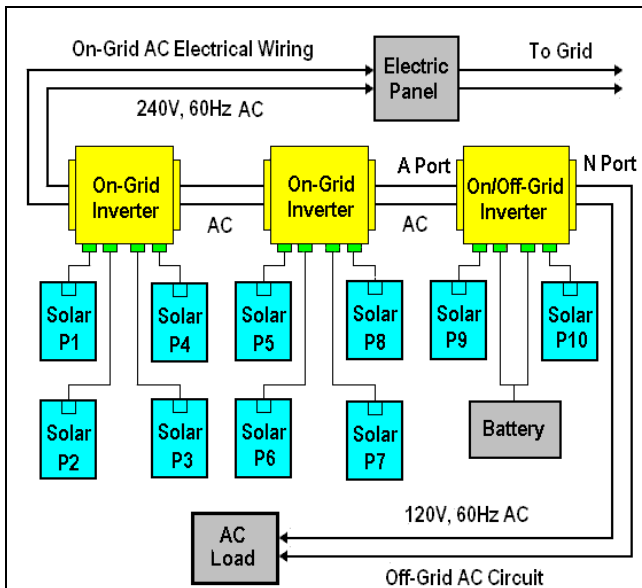 On-Grid AC Electrical Wiring
To Grid
Electric
Panel
240V, 60Hz AC
A Port
N Port
On-Grid
Inverter
AC
On-Grid
Inverter
AC
On/Off-Grid
Inverter
Solar
P1
Solar
P4
Solar
P5
Solar
P8
Solar
P9
Solar
P10
Solar
P2
Solar
P3
Solar
P6
Solar
P7
Battery
120V, 60Hz AC
AC
Load
Off-Grid AC Circuit